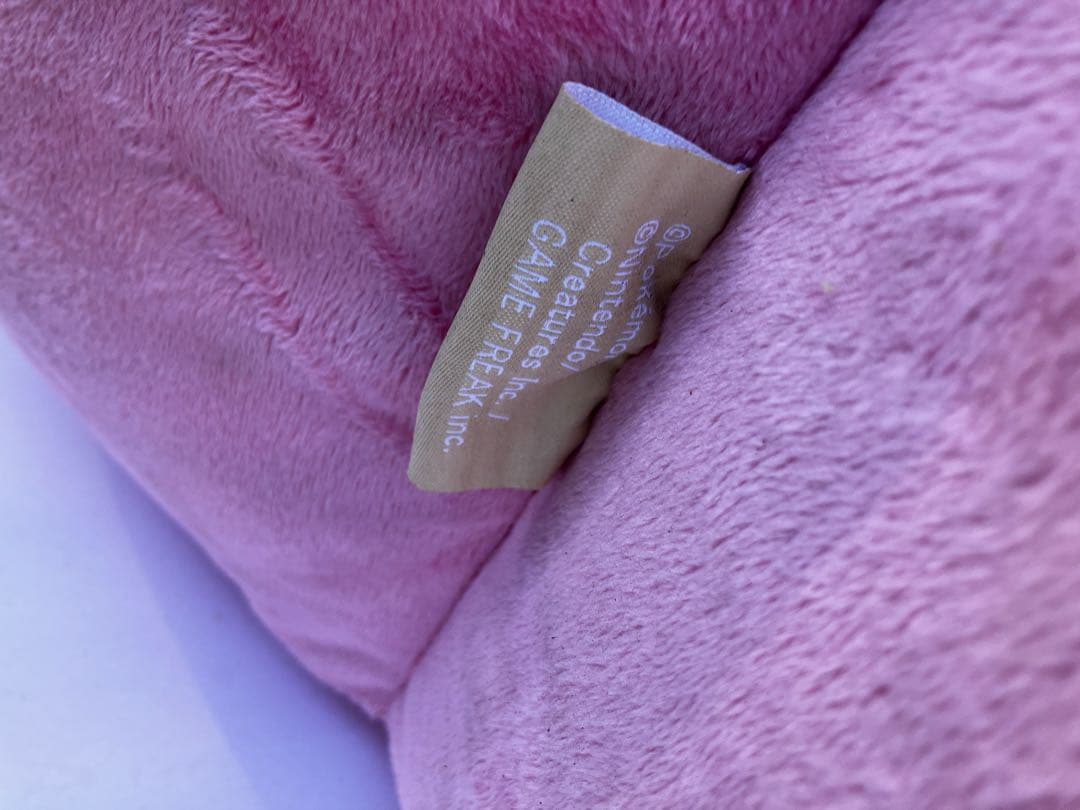 ©Pokémon
©Nintendo/
Creatures Inc. /
GAME FREAK inc.